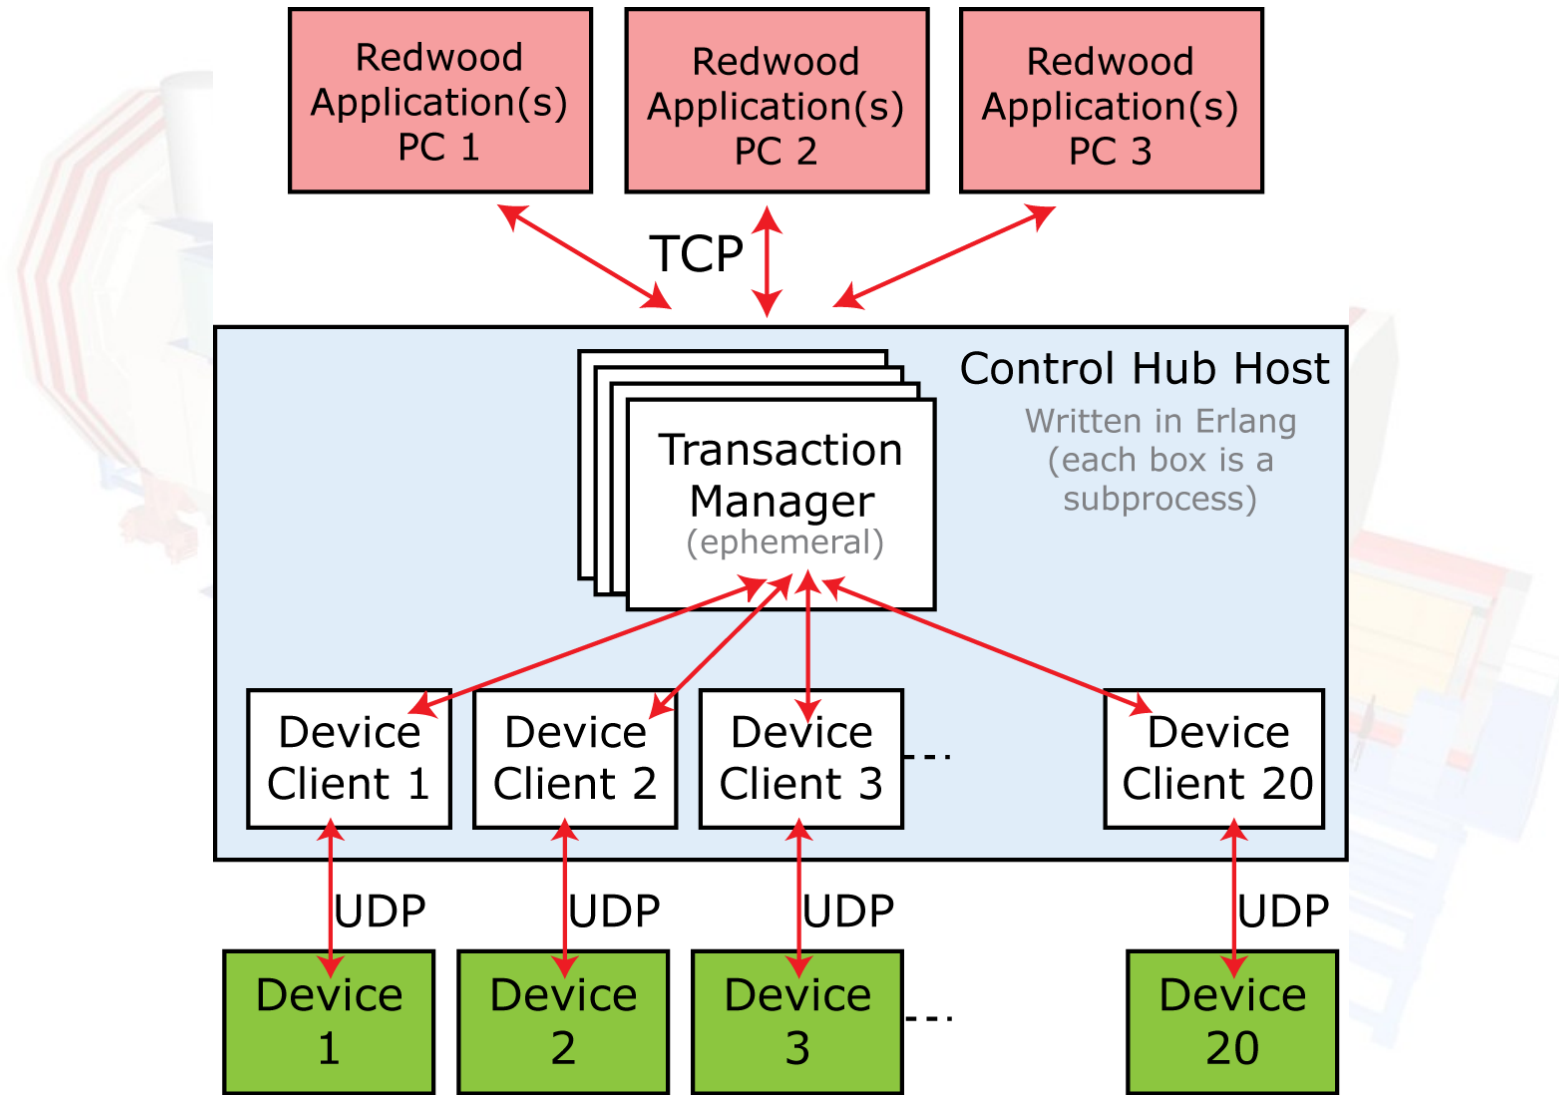 Redwood
Application(s)
PC 1
Redwood
Application(s)
PC 2
Redwood
Application(s)
PC 3
TCP
Control Hub Host
Written in Erlang
(each box is a
subprocess)
Transaction
Manager
(ephemeral)
Device
Client 1
Device
Client 2
Device
Client 3
Device
Client 20
UDP
UDP
UDP
UDP
Device
1
Device
2
Device
3
Device
20